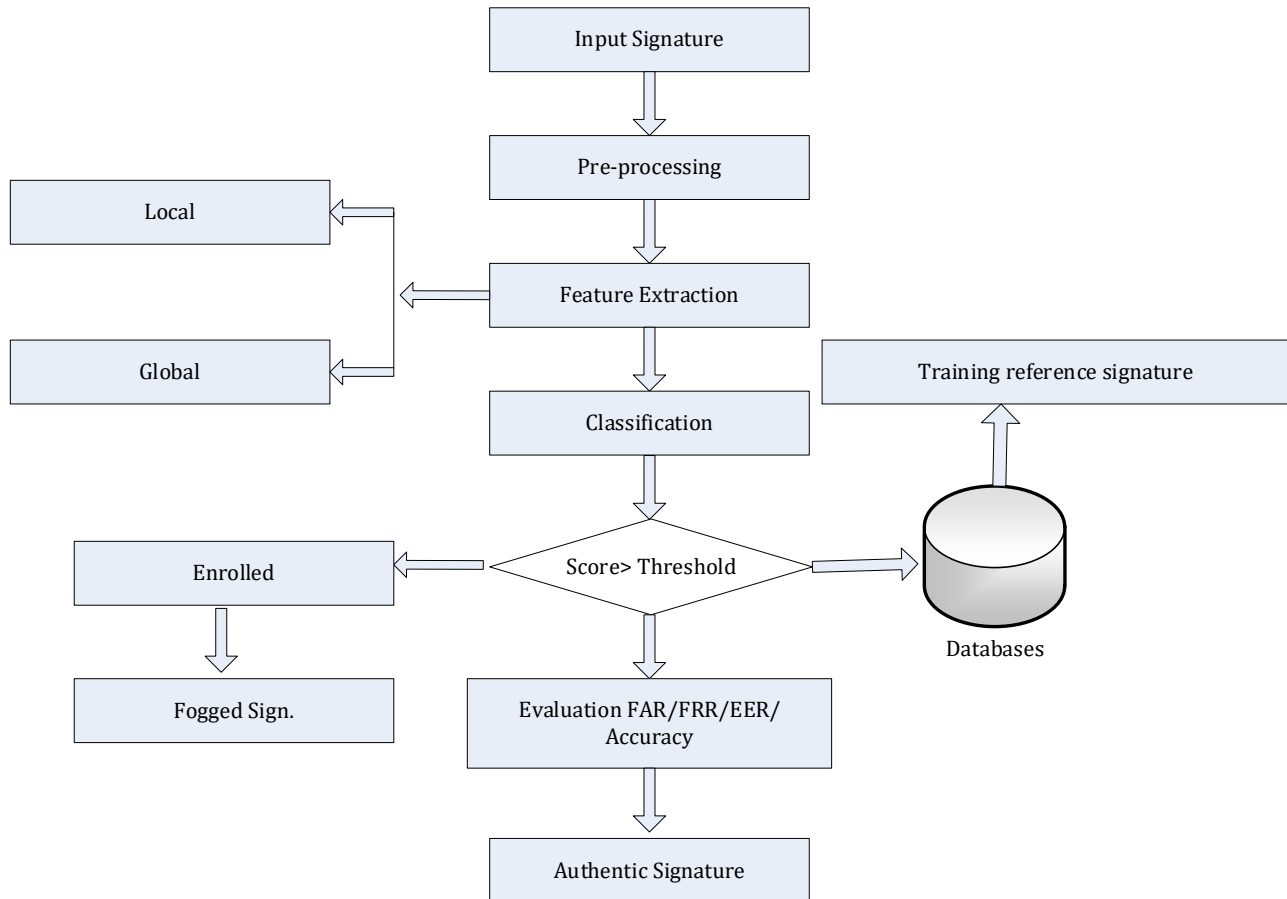 Input Signature
Pre-processing
Local
Feature Extraction
Global
Training reference signature
Classification
Enrolled
Score> Threshold
Databases
Fogged Sign.
Evaluation FAR/FRR/EER/
Accuracy
Authentic Signature